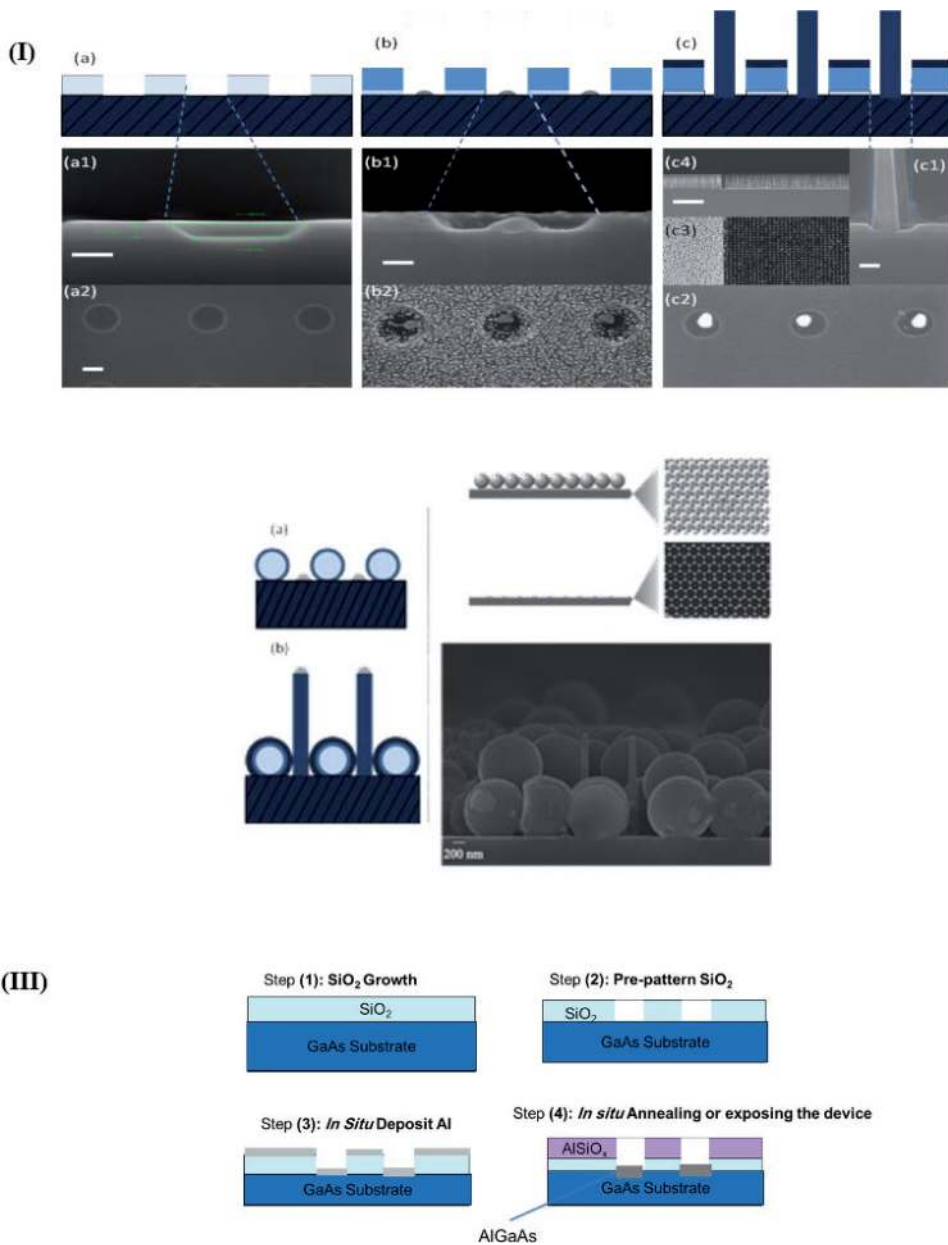 (I)
(a)
(b)
(c)
(a1)
(b1)
(c4)
(c1)
(c3)
(a2)
(b2)
(c2)
(a)
(b)
200 nm
(III)
Step (1): SiO₂ Growth
Step (2): Pre-pattern SiO₂
SiO₂
SiO₂
GaAs Substrate
GaAs Substrate
Step (3): In Situ Deposit Al
Step (4): In situ Annealing or exposing the device
AlSiOₓ
GaAs Substrate
GaAs Substrate
AlGaAs